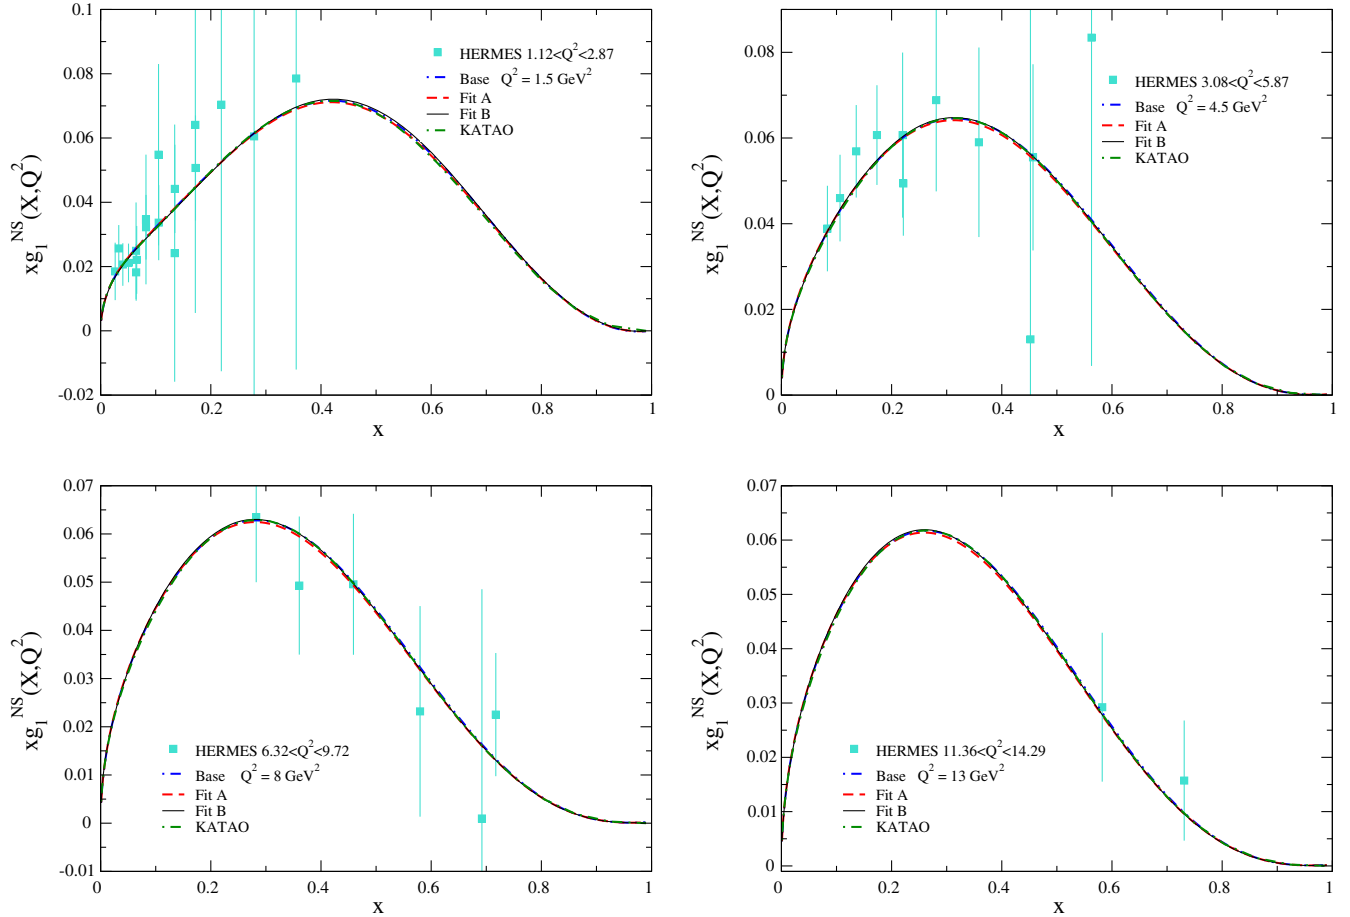 0.1
0.08
0.06
0.04
0.02
0
-0.02
xg₁^NS(X,Q²)
HERMES 1.12<Q²<2.87
Base Q² = 1.5 GeV²
Fit A
Fit B
KATAO
0 0.2 0.4 0.6 0.8 1
x
0.08
0.06
0.04
0.02
0
xg₁^NS(X,Q²)
HERMES 3.08<Q²<5.87
Base Q² = 4.5 GeV²
Fit A
Fit B
KATAO
0 0.2 0.4 0.6 0.8 1
x
0.07
0.06
0.05
0.04
0.03
0.02
0.01
0
-0.01
xg₁^NS(X,Q²)
HERMES 6.32<Q²<9.72
Base Q² = 8 GeV²
Fit A
Fit B
KATAO
0 0.2 0.4 0.6 0.8 1
x
0.07
0.06
0.05
0.04
0.03
0.02
0.01
0
xg₁^NS(X,Q²)
HERMES 11.36<Q²<14.29
Base Q² = 13 GeV²
Fit A
Fit B
KATAO
0 0.2 0.4 0.6 0.8 1
x